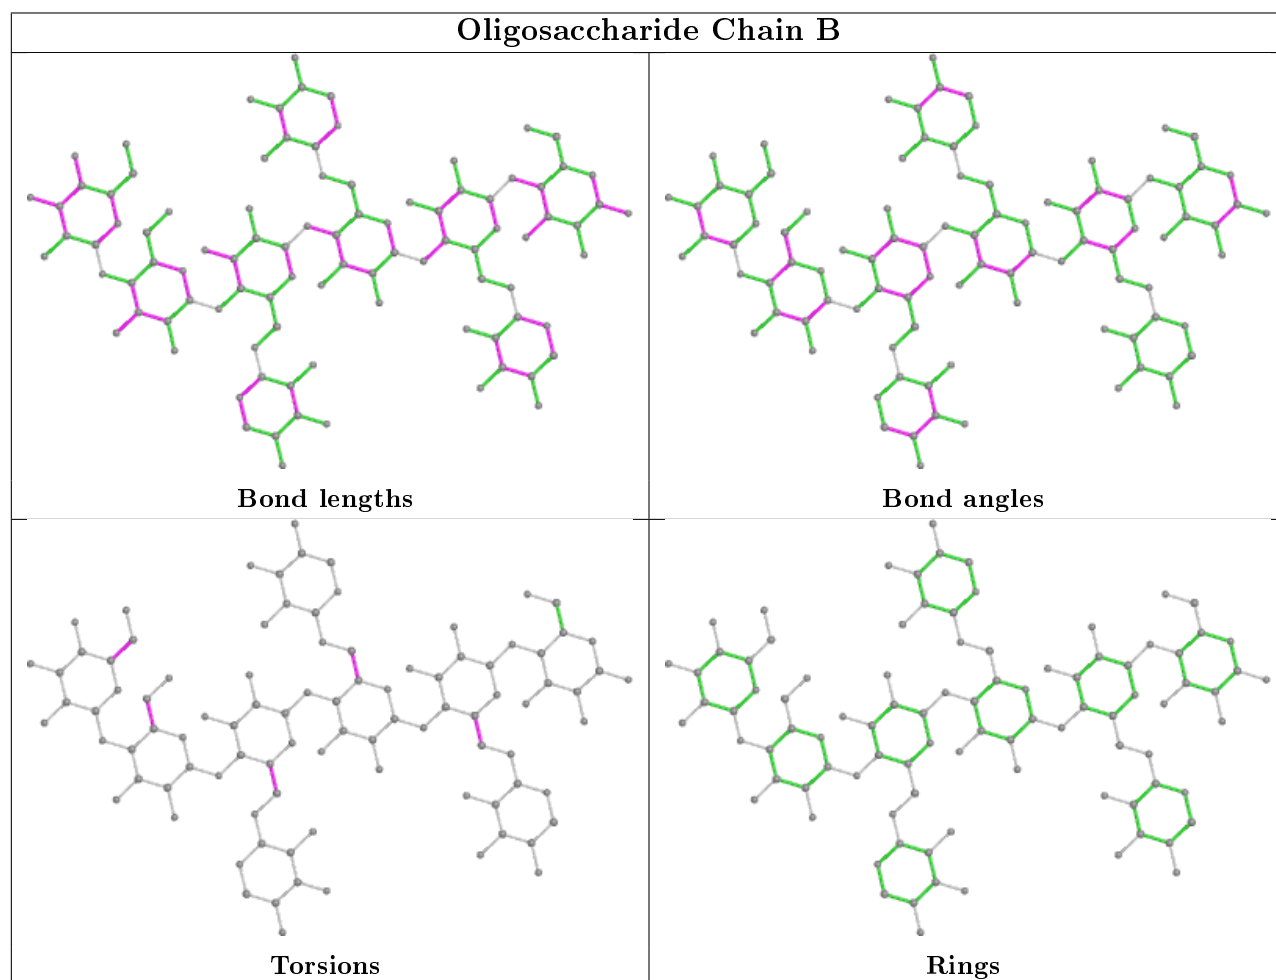 Oligosaccharide Chain B
Bond lengths
Bond angles
Torsions
Rings